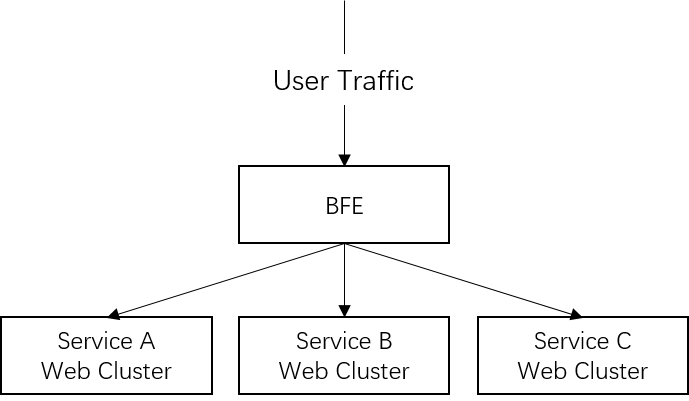 User Traffic
BFE
Service A
Web Cluster
Service B
Web Cluster
Service C
Web Cluster